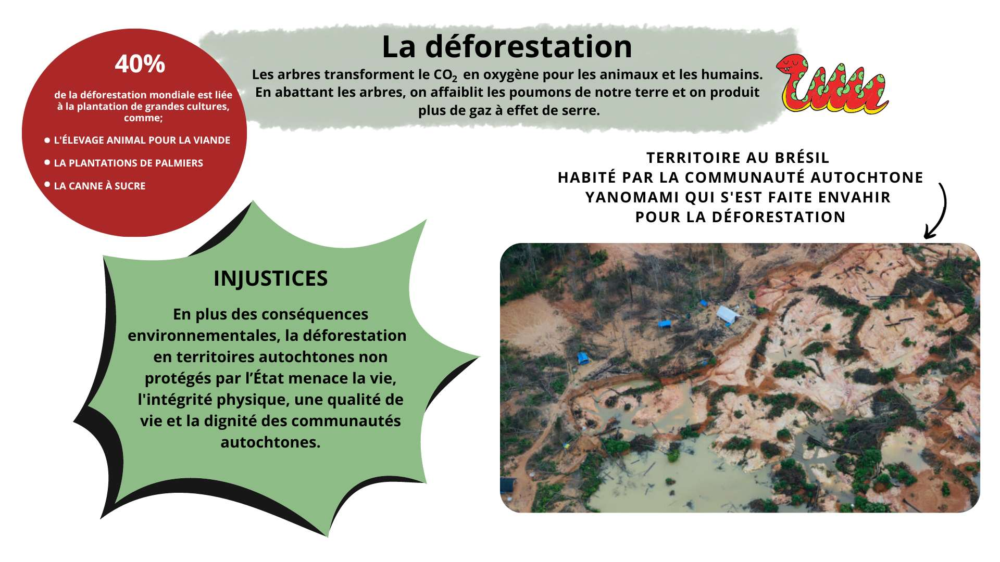 La déforestation
Les arbres transforment le CO₂ en oxygène pour les animaux et les humains.
En abattant les arbres, on affaiblit les poumons de notre terre et on produit
plus de gaz à effet de serre.
40%
de la déforestation mondiale est liée
à la plantation de grandes cultures,
comme;
• L'ÉLEVAGE ANIMAL POUR LA VIANDE
• LA PLANTATIONS DE PALMIERS
• LA CANNE À SUCRE
TERRITOIRE AU BRÉSIL
HABITÉ PAR LA COMMUNAUTÉ AUTOCHTONE
YANOMAMI QUI S'EST FAITE ENVAHIR
POUR LA DÉFORESTATION
INJUSTICES
En plus des conséquences
environnementales, la déforestation
en territoires autochtones non
protégés par l’État menace la vie,
l'intégrité physique, une qualité de
vie et la dignité des communautés
autochtones.